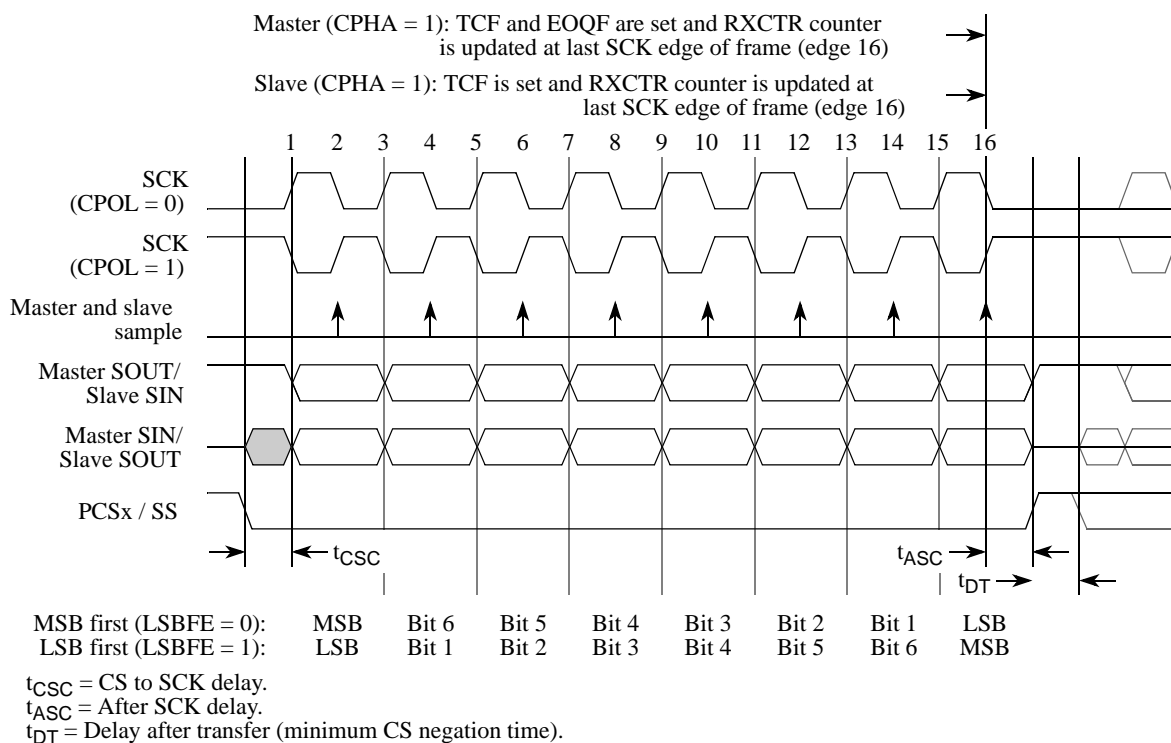 Master (CPHA = 1): TCF and EOQF are set and RXCTR counter
is updated at last SCK edge of frame (edge 16)
Slave (CPHA = 1): TCF is set and RXCTR counter is updated at
last SCK edge of frame (edge 16)
1 2 3 4 5 6 7 8 9 10 11 12 13 14 15 16
SCK
(CPOL = 0)
SCK
(CPOL = 1)
Master and slave
sample
Master SOUT/
Slave SIN
Master SIN/
Slave SOUT
PCSx / SS
tCSC tASC
tDT
MSB first (LSBFE = 0): MSB Bit 6 Bit 5 Bit 4 Bit 3 Bit 2 Bit 1 LSB
LSB first (LSBFE = 1): LSB Bit 1 Bit 2 Bit 3 Bit 4 Bit 5 Bit 6 MSB
tCSC = CS to SCK delay.
tASC = After SCK delay.
tDT = Delay after transfer (minimum CS negation time).